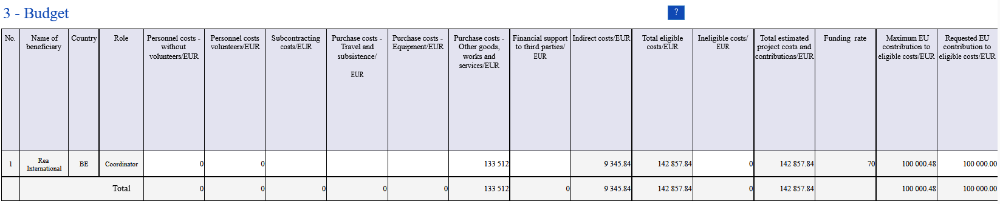 3 - Budget
?
No.
Name of
beneficiary
Country
Role
Personnel costs -
without
volunteers/EUR
Personnel costs
volunteers/EUR
Subcontracting
costs/EUR
Purchase costs -
Travel and
subsistence/
EUR
Purchase costs -
Equipment/EUR
Purchase costs -
Other goods,
works and
services/EUR
Financial support
to third parties/
EUR
Indirect costs/EUR
Total eligible
costs/EUR
Ineligible costs/
EUR
Total estimated
project costs and
contributions/EUR
Funding rate
Maximum EU
contribution to
eligible costs/EUR
Requested EU
contribution to
eligible costs/EUR
1
Rea
International
BE
Coordinator
0
0
133 512
9 345.84
142 857.84
0
142 857.84
70
100 000.48
100 000.00
Total
0
0
0
0
0
133 512
0
9 345.84
142 857.84
0
142 857.84
100 000.48
100 000.00